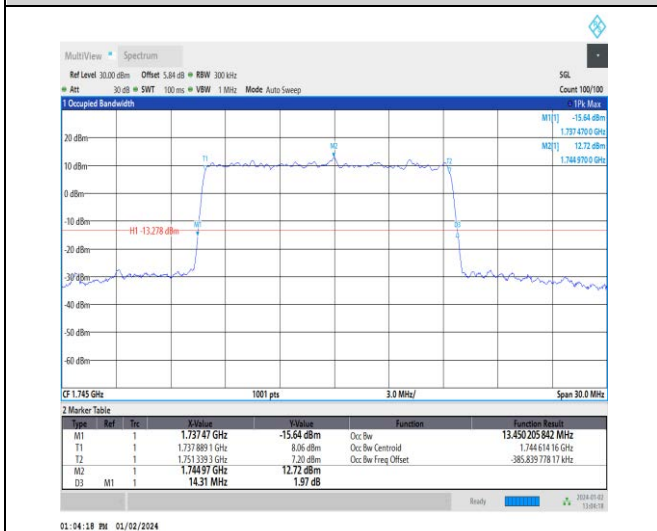 MultiView Spectrum
Ref Level 30.00 dBm Offset 5.84 dB RBW 300 kHz SGL
Att 30 dB SWT 100 ms VBW 1 MHz Mode Auto Sweep Count 100/100
1 Occupied Bandwidth 1Pk Max
M1[1] -15.64 dBm
1.737 470 0 GHz
M2[1] 12.72 dBm
1.744 970 0 GHz
20 dBm
M2
T1 T2
10 dBm
0 dBm
-10 dBm
M1 D3
H1 -13.278 dBm
-20 dBm
-30 dBm
-40 dBm
-50 dBm
-60 dBm
CF 1.745 GHz 1001 pts 3.0 MHz/ Span 30.0 MHz
2 Marker Table
Type Ref Trc X-Value Y-Value Function Function Result
M1 1 1.737 47 GHz -15.64 dBm Occ Bw 13.450 205 842 MHz
T1 1 1.737 889 1 GHz 8.06 dBm Occ Bw Centroid 1.744 614 16 GHz
T2 1 1.751 339 3 GHz 7.20 dBm Occ Bw Freq Offset -385.839 778 17 kHz
M2 1 1.744 97 GHz 12.72 dBm
D3 M1 1 14.31 MHz 1.97 dB
Ready 2024-01-02
13:04:18
01:04:18 PM 01/02/2024